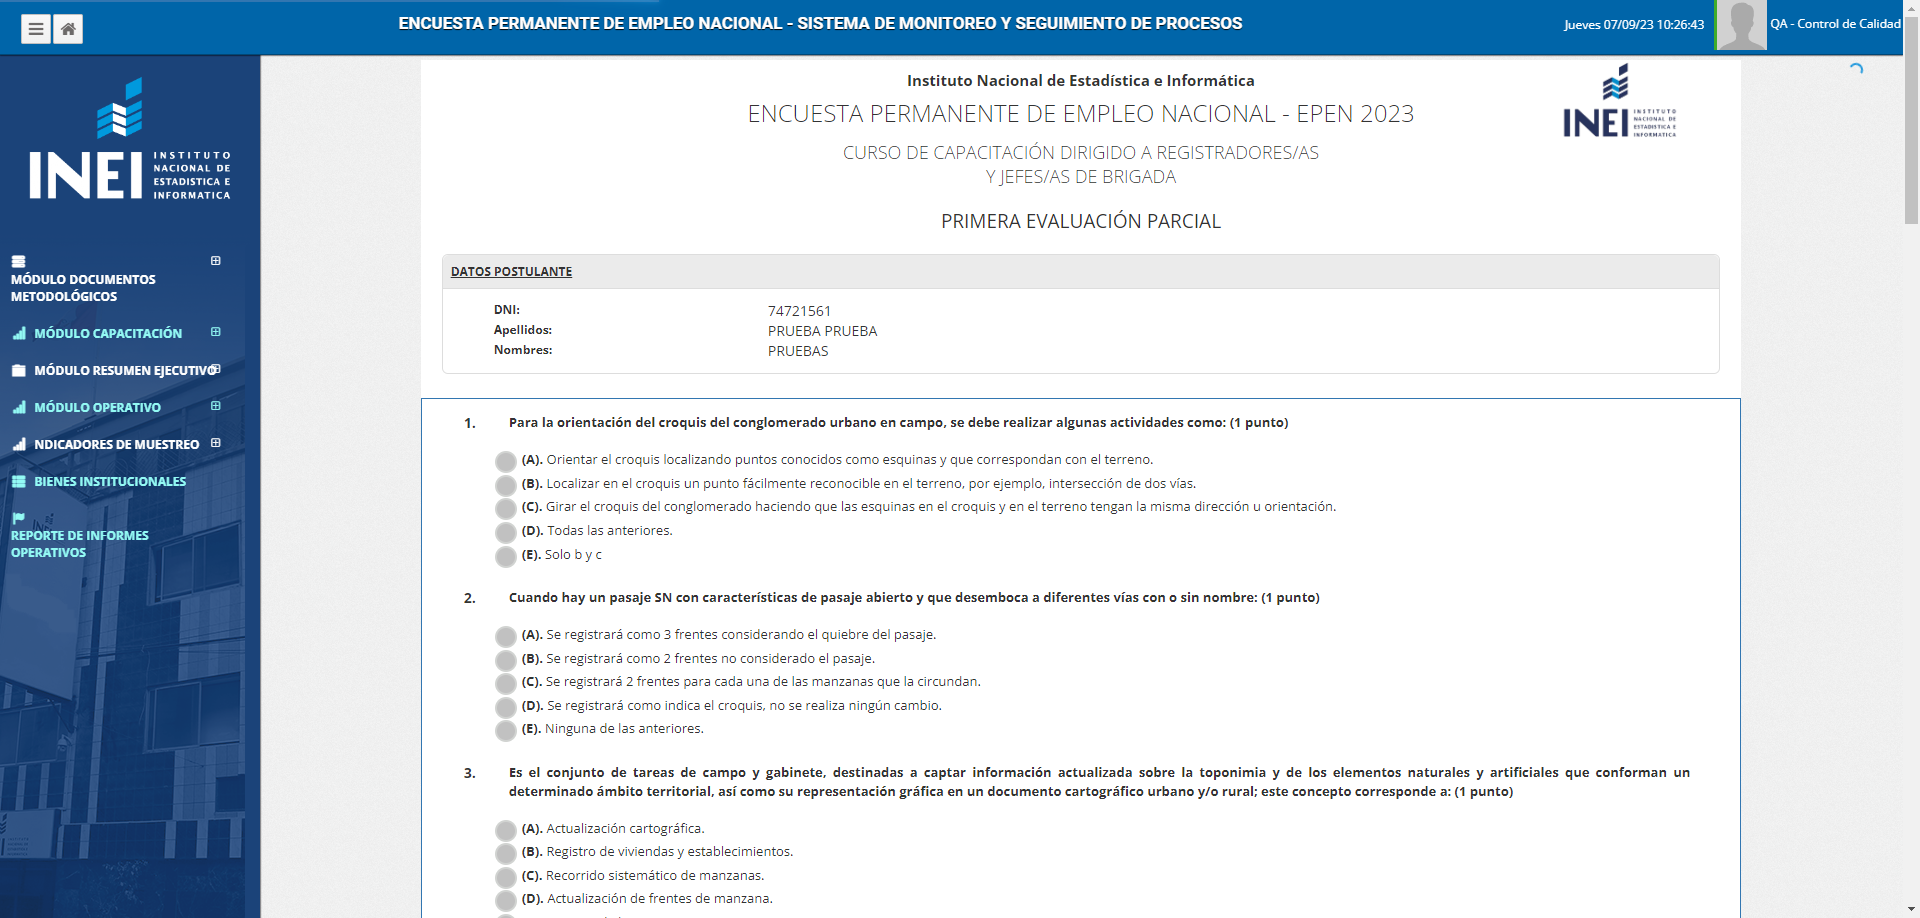 ENCUESTA PERMANENTE DE EMPLEO NACIONAL - SISTEMA DE MONITOREO Y SEGUIMIENTO DE PROCESOS
Jueves 07/09/23 10:26:43
QA - Control de Calidad
INEI
INSTITUTO
NACIONAL DE
ESTADISTICA E
INFORMATICA
MÓDULO DOCUMENTOS
METODOLÓGICOS
MÓDULO CAPACITACIÓN
MÓDULO RESUMEN EJECUTIVO
MÓDULO OPERATIVO
NDICADORES DE MUESTREO
BIENES INSTITUCIONALES
REPORTE DE INFORMES
OPERATIVOS
Instituto Nacional de Estadística e Informática
ENCUESTA PERMANENTE DE EMPLEO NACIONAL - EPEN 2023
CURSO DE CAPACITACIÓN DIRIGIDO A REGISTRADORES/AS
Y JEFES/AS DE BRIGADA
PRIMERA EVALUACIÓN PARCIAL
INEI
INSTITUTO
NACIONAL DE
ESTADISTICA E
INFORMATICA
DATOS POSTULANTE
DNI: 74721561
Apellidos: PRUEBA PRUEBA
Nombres: PRUEBAS
1. Para la orientación del croquis del conglomerado urbano en campo, se debe realizar algunas actividades como: (1 punto)
(A). Orientar el croquis localizando puntos conocidos como esquinas y que correspondan con el terreno.
(B). Localizar en el croquis un punto fácilmente reconocible en el terreno, por ejemplo, intersección de dos vías.
(C). Girar el croquis del conglomerado haciendo que las esquinas en el croquis y en el terreno tengan la misma dirección u orientación.
(D). Todas las anteriores.
(E). Solo b y c
2. Cuando hay un pasaje SN con características de pasaje abierto y que desemboca a diferentes vías con o sin nombre: (1 punto)
(A). Se registrará como 3 frentes considerando el quiebre del pasaje.
(B). Se registrará como 2 frentes no considerado el pasaje.
(C). Se registrará 2 frentes para cada una de las manzanas que la circundan.
(D). Se registrará como indica el croquis, no se realiza ningún cambio.
(E). Ninguna de las anteriores.
3. Es el conjunto de tareas de campo y gabinete, destinadas a captar información actualizada sobre la toponimia y de los elementos naturales y artificiales que conforman un
determinado ámbito territorial, así como su representación gráfica en un documento cartográfico urbano y/o rural; este concepto corresponde a: (1 punto)
(A). Actualización cartográfica.
(B). Registro de viviendas y establecimientos.
(C). Recorrido sistemático de manzanas.
(D). Actualización de frentes de manzana.